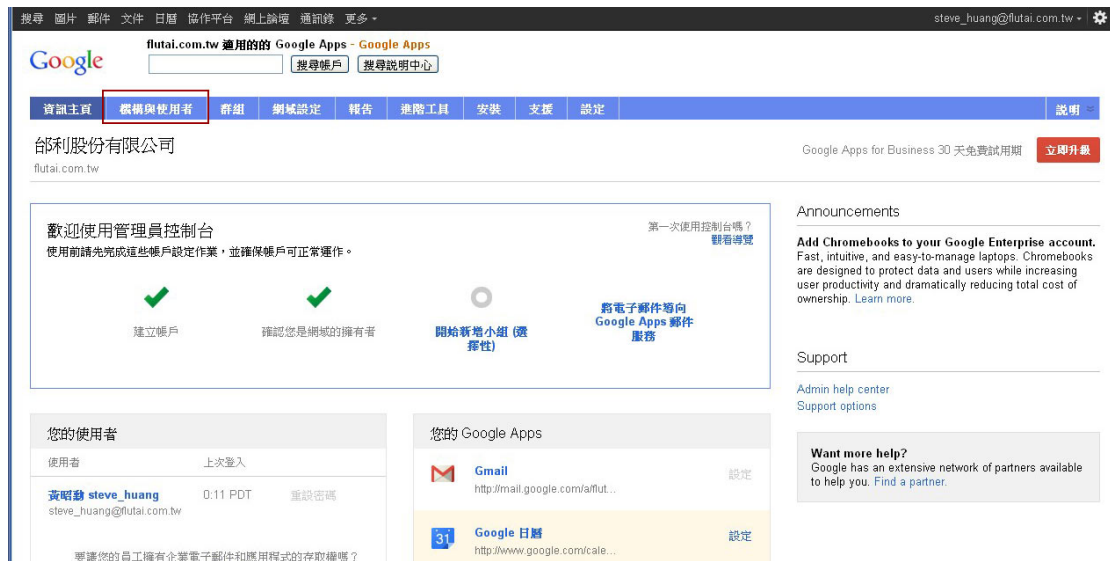 搜尋 圖片 郵件 文件 日曆 協作平台 網上論壇 通訊錄 更多
steve_huang@flutai.com.tw
flutai.com.tw 適用的的 Google Apps - Google Apps
Google
搜尋帳戶 搜尋說明中心
資訊主頁 機構與使用者 群組 網域設定 報告 進階工具 安裝 支援 設定 說明
邰利股份有限公司
flutai.com.tw
Google Apps for Business 30 天免費試用期 立即升級
歡迎使用管理員控制台
使用前請先完成這些帳戶設定作業，並確保帳戶可正常運作。
第一次使用控制台嗎？
觀看導覽
建立帳戶
確認您是網域的擁有者
開始新增小組 (選
擇性)
將電子郵件導向
Google Apps 郵件
服務
Announcements
Add Chromebooks to your Google Enterprise account.
Fast, intuitive, and easy-to-manage laptops. Chromebooks
are designed to protect data and users while increasing
user productivity and dramatically reducing total cost of
ownership. Learn more.
Support
Admin help center
Support options
Want more help?
Google has an extensive network of partners available
to help you. Find a partner.
您的使用者
使用者 上次登入
黃昭勳 steve_huang 0:11 PDT 重設密碼
steve_huang@flutai.com.tw
要讓您的員工擁有企業電子郵件和應用程式的存取權嗎？
您的 Google Apps
Gmail 設定
http://mail.google.com/a/flut...
31
Google 日曆 設定
http://www.google.com/cale...